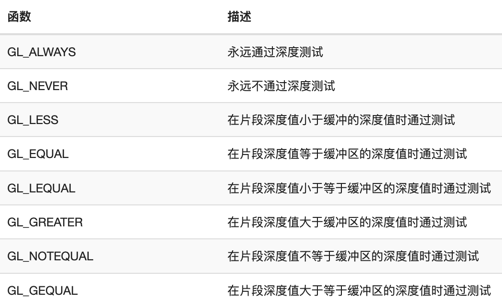 函数 描述
GL_ALWAYS 永远通过深度测试
GL_NEVER 永远不通过深度测试
GL_LESS 在片段深度值小于缓冲的深度值时通过测试
GL_EQUAL 在片段深度值等于缓冲区的深度值时通过测试
GL_LEQUAL 在片段深度值小于等于缓冲区的深度值时通过测试
GL_GREATER 在片段深度值大于缓冲区的深度值时通过测试
GL_NOTEQUAL 在片段深度值不等于缓冲区的深度值时通过测试
GL_GEQUAL 在片段深度值大于等于缓冲区的深度值时通过测试